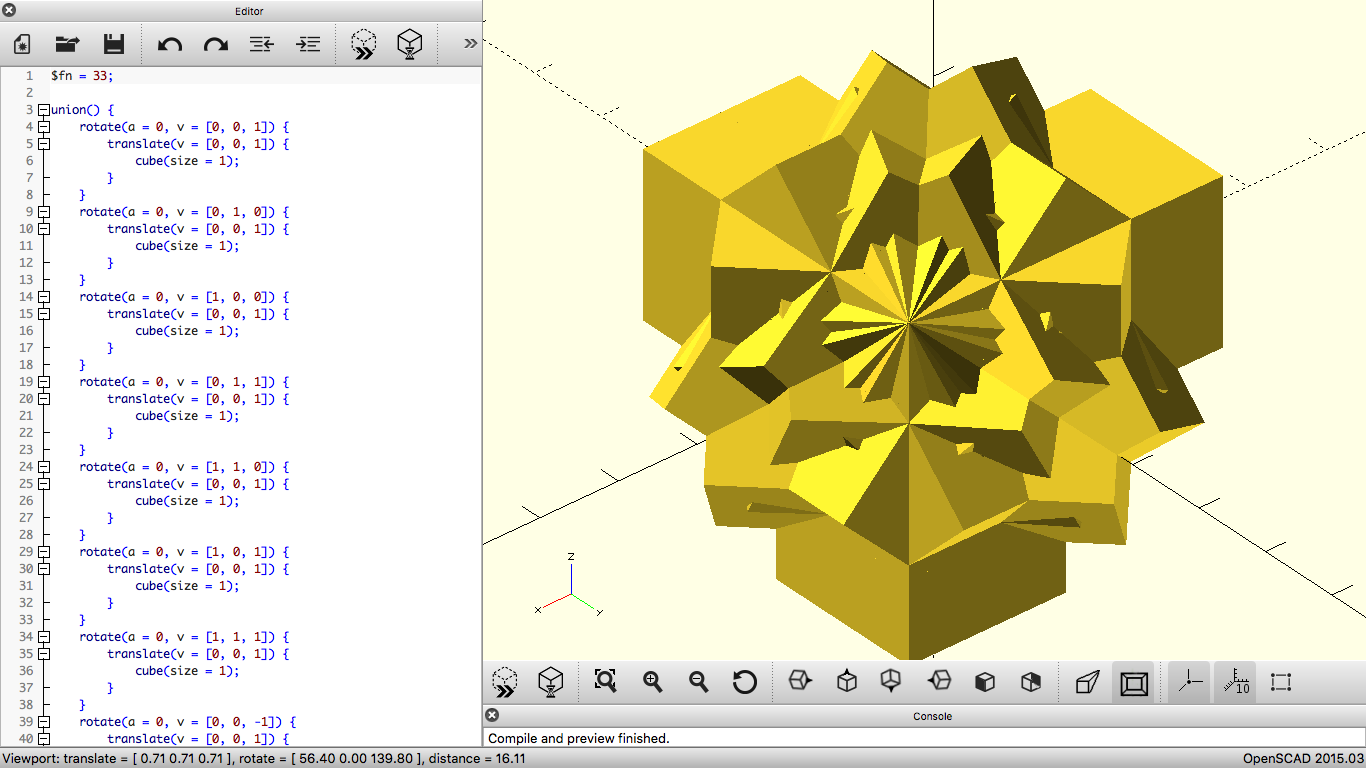 Editor
1 $fn = 33;
2
3 union() {
4 rotate(a = 0, v = [0, 0, 1]) {
5 translate(v = [0, 0, 1]) {
6 cube(size = 1);
7 }
8 }
9 rotate(a = 0, v = [0, 1, 0]) {
10 translate(v = [0, 0, 1]) {
11 cube(size = 1);
12 }
13 }
14 rotate(a = 0, v = [1, 0, 0]) {
15 translate(v = [0, 0, 1]) {
16 cube(size = 1);
17 }
18 }
19 rotate(a = 0, v = [0, 1, 1]) {
20 translate(v = [0, 0, 1]) {
21 cube(size = 1);
22 }
23 }
24 rotate(a = 0, v = [1, 1, 0]) {
25 translate(v = [0, 0, 1]) {
26 cube(size = 1);
27 }
28 }
29 rotate(a = 0, v = [1, 0, 1]) {
30 translate(v = [0, 0, 1]) {
31 cube(size = 1);
32 }
33 }
34 rotate(a = 0, v = [1, 1, 1]) {
35 translate(v = [0, 0, 1]) {
36 cube(size = 1);
37 }
38 }
39 rotate(a = 0, v = [0, 0, -1]) {
40 translate(v = [0, 0, 1]) {
z
x
y
10
Console
Compile and preview finished.
Viewport: translate = [ 0.71 0.71 0.71 ], rotate = [ 56.40 0.00 139.80 ], distance = 16.11
OpenSCAD 2015.03